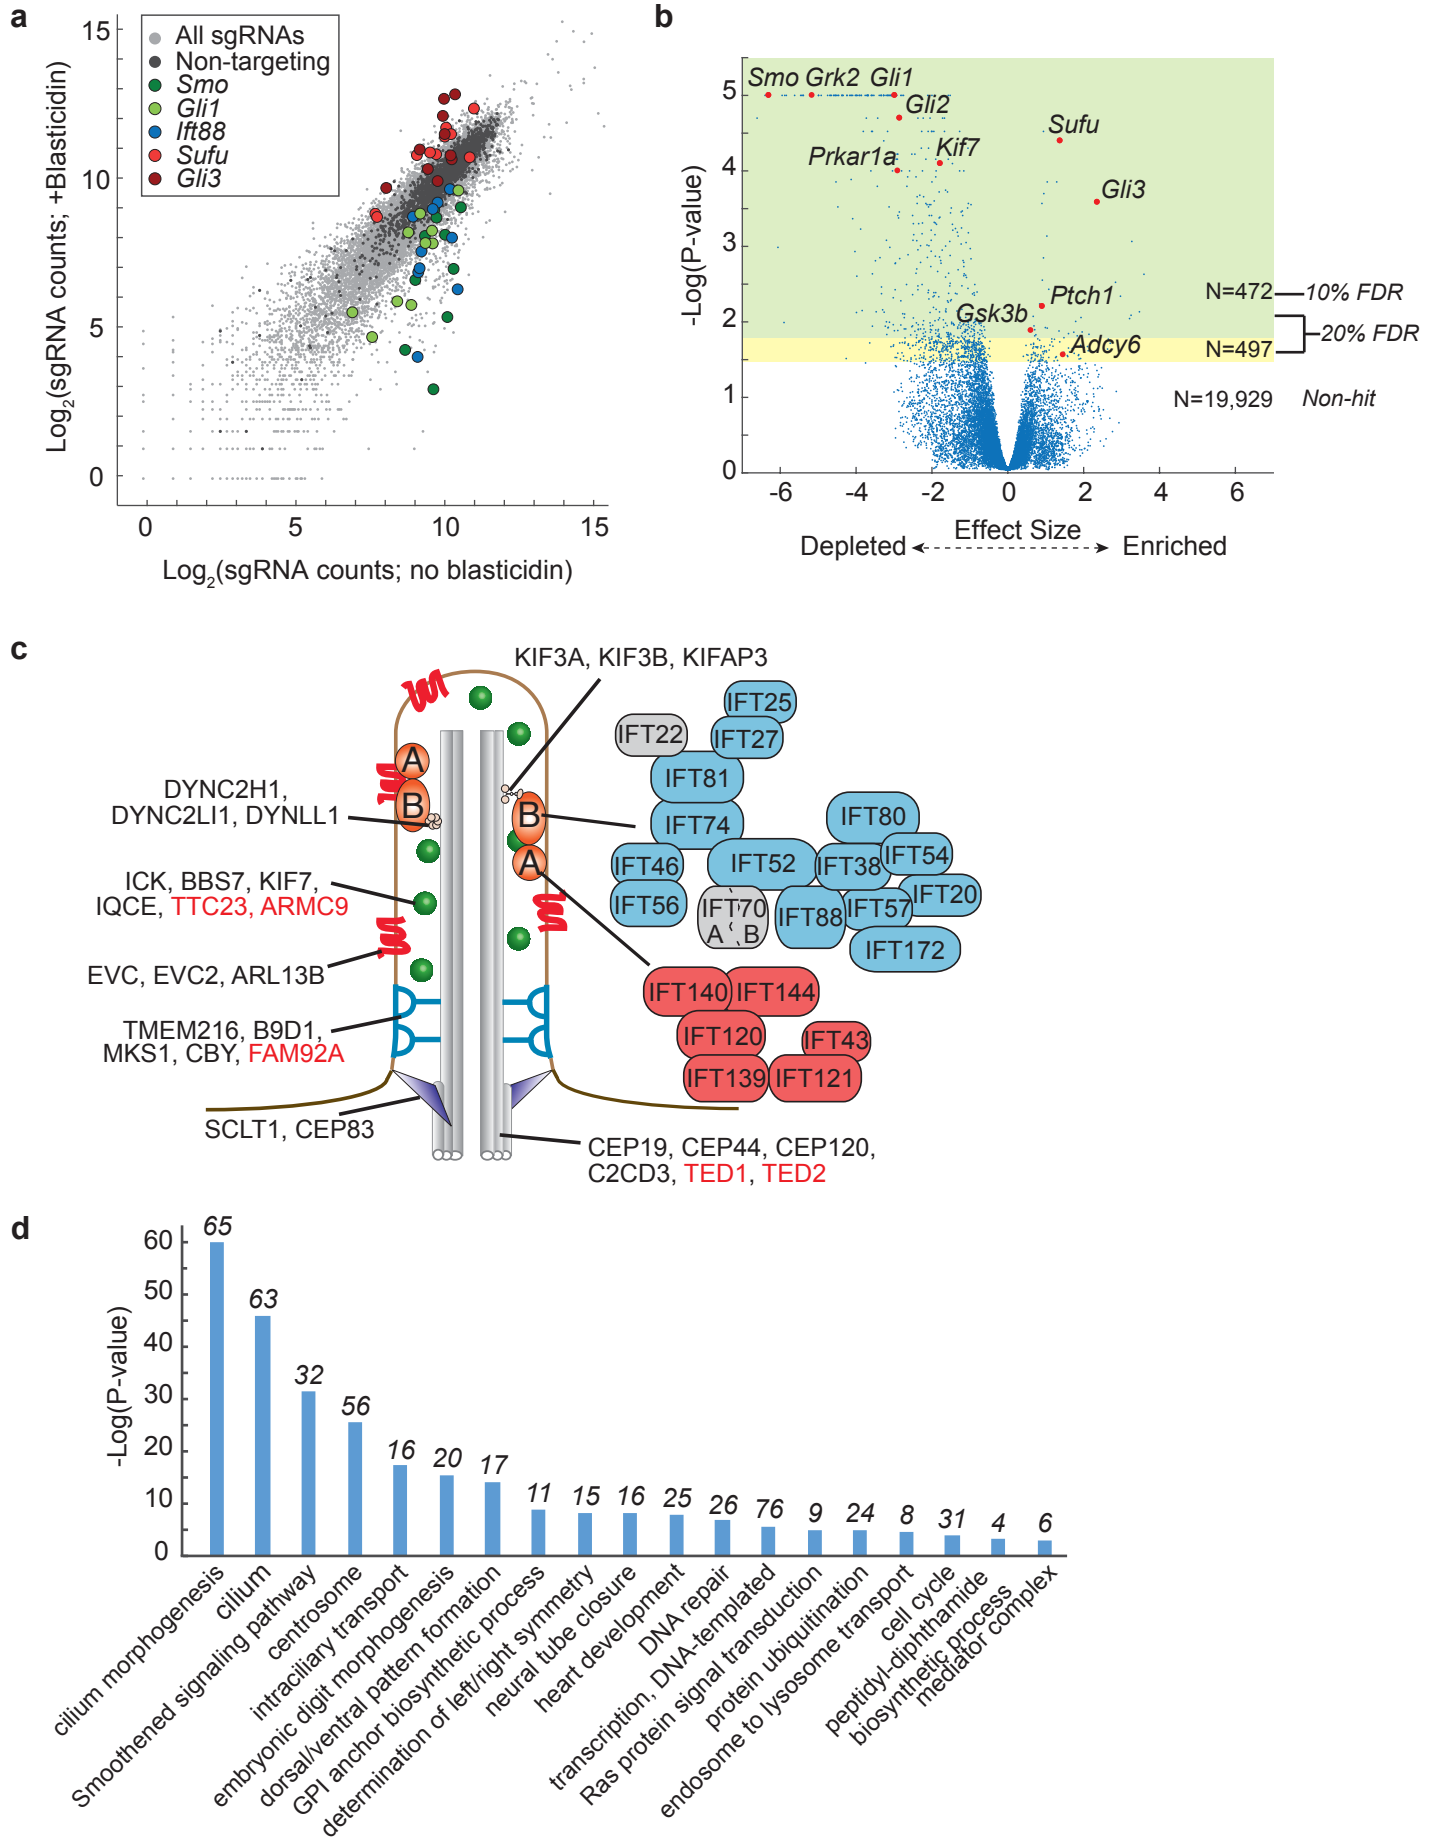 a
15
10
5
0
Log2(sgRNA counts; +Blasticidin)
All sgRNAs
Non-targeting
Smo
Gli1
Ift88
Sufu
Gli3
0
5
10
15
Log2(sgRNA counts; no blasticidin)
b
5
4
3
2
1
0
-Log(P-value)
Smo Grk2 Gli1
Gli2
Sufu
Prkar1a
Kif7
Gli3
Ptch1
Gsk3b
Adcy6
N=472
10% FDR
20% FDR
N=497
N=19,929
Non-hit
-6
-4
-2
0
2
4
6
Effect Size
Depleted
Enriched
c
KIF3A, KIF3B, KIFAP3
A
B
B
A
DYNC2H1,
DYNC2LI1, DYNLL1
ICK, BBS7, KIF7,
IQCE, TTC23, ARMC9
EVC, EVC2, ARL13B
TMEM216, B9D1,
MKS1, CBY, FAM92A
SCLT1, CEP83
CEP19, CEP44, CEP120,
C2CD3, TED1, TED2
IFT25
IFT22
IFT27
IFT81
IFT74
IFT80
IFT46
IFT52
IFT38
IFT54
IFT56
IFT70
A
B
IFT88
IFT57
IFT20
IFT172
IFT140
IFT144
IFT120
IFT43
IFT139
IFT121
d
60
50
40
30
20
10
0
-Log(P-value)
65
63
32
56
16
20
17
11
15
16
25
26
76
9
24
8
31
4
6
cilium morphogenesis
cilium
Smoothened signaling pathway
centrosome
intraciliary transport
embryonic digit morphogenesis
dorsal/ventral pattern formation
GPI anchor biosynthetic process
determination of left/right symmetry
neural tube closure
heart development
DNA repair
transcription, DNA-templated
Ras protein signal transduction
protein ubiquitination
endosome to lysosome transport
cell cycle
peptidyl-diphthamide
biosynthetic process
mediator complex